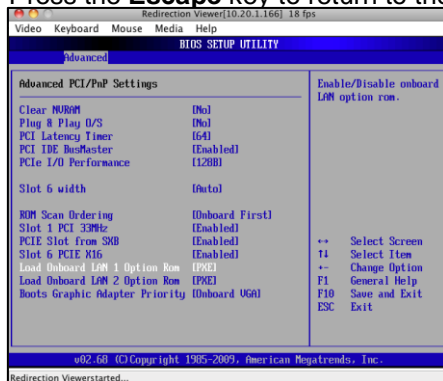 Press the Escape key to return to the
Redirection Viewer[10.20.1.166] 18 fps
Video Keyboard Mouse Media Help
BIOS SETUP UTILITY
Advanced
Advanced PCI/PnP Settings
Enable/Disable onboard
LAN option rom.
Clear NVRAM [No]
Plug & Play O/S [No]
PCI Latency Timer [64]
PCI IDE BusMaster [Enabled]
PCIe I/O Performance [128B]
Slot 6 width [Auto]
ROM Scan Ordering [Onboard First]
Slot 1 PCI 33MHz [Enabled]
PCIE Slot from SXB [Enabled]
Slot 6 PCIE X16 [Enabled]
Load Onboard LAN 1 Option Rom [PXE]
Load Onboard LAN 2 Option Rom [PXE]
Boots Graphic Adapter Priority [Onboard VGA]
↔ Select Screen
↑↓ Select Item
+- Change Option
F1 General Help
F10 Save and Exit
ESC Exit
v02.68 (C)Copyright 1985-2009, American Megatrends, Inc.
Redirection Viewerstarted...